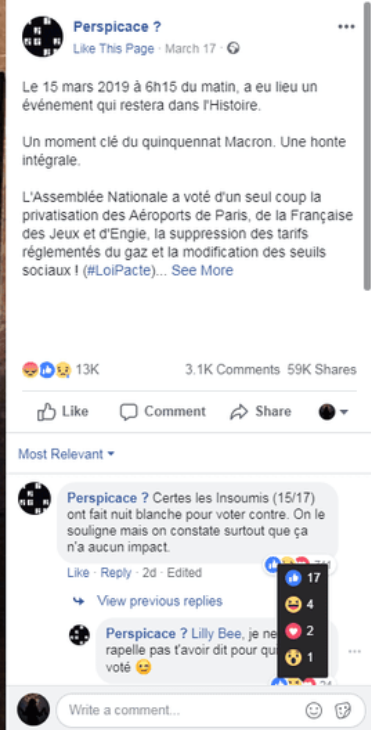 Perspicace ?
Like This Page · March 17 ·
Le 15 mars 2019 à 6h15 du matin, a eu lieu un
événement qui restera dans l'Histoire.
Un moment clé du quinquennat Macron. Une honte
intégrale.
L'Assemblée Nationale a voté d'un seul coup la
privatisation des Aéroports de Paris, de la Française
des Jeux et d'Engie, la suppression des tarifs
réglementés du gaz et la modification des seuils
sociaux ! (#LoiPacte)... See More
13K
3.1K Comments 59K Shares
Like Comment Share
Most Relevant
Perspicace ? Certes les Insoumis (15/17)
ont fait nuit blanche pour voter contre. On le
souligne mais on constate surtout que ça
n'a aucun impact.
Like · Reply · 2d · Edited
17
4
2
1
View previous replies
Perspicace ? Lilly Bee, je ne
rapelle pas t'avoir dit pour
voté
24
Write a comment...